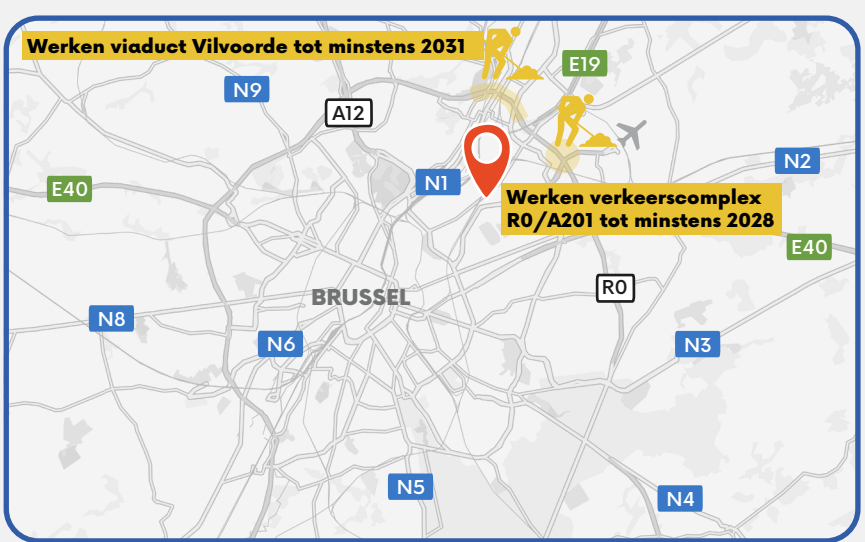 Werken viaduct Vilvoorde tot minstens 2031
E19
N9
A12
N2
N1
E40
Werken verkeerscomplex
R0/A201 tot minstens 2028
E40
R0
BRUSSEL
N8
N6
N3
N5
N4